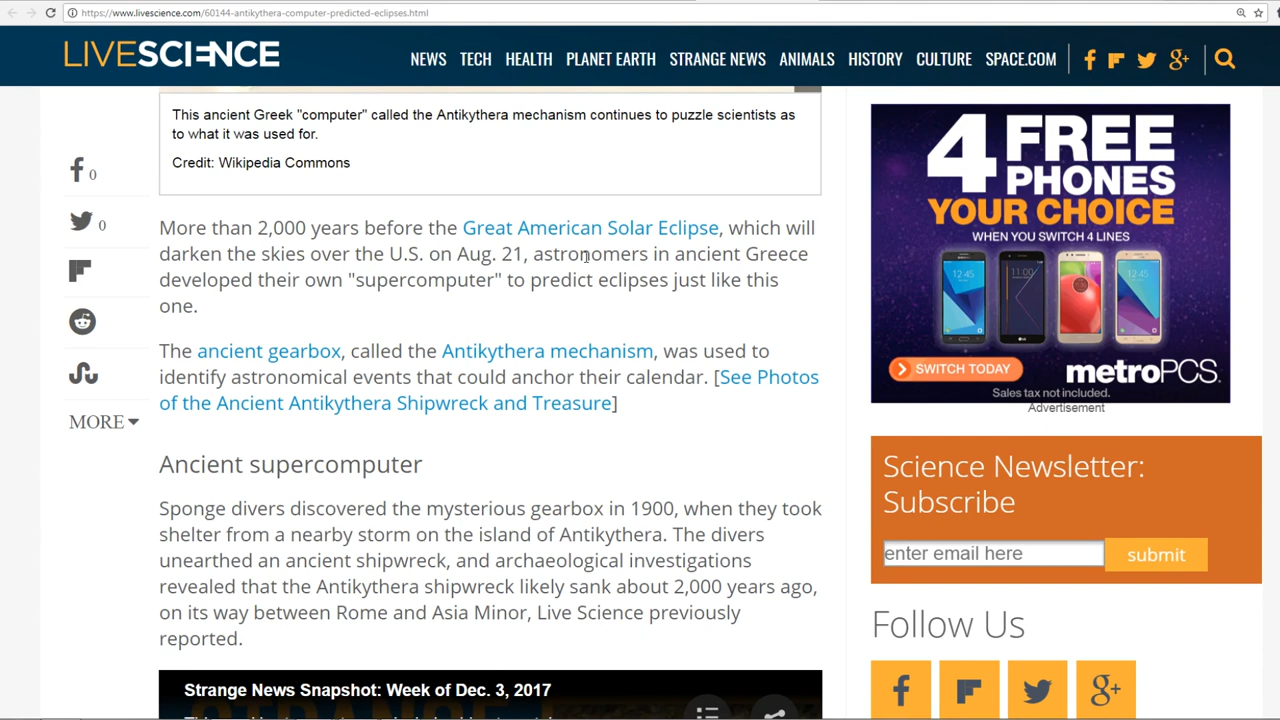 https://www.livescience.com/60144-antikythera-computer-predicted-eclipses.html
LIVESCIENCE
NEWS TECH HEALTH PLANET EARTH STRANGE NEWS ANIMALS HISTORY CULTURE SPACE.COM
This ancient Greek "computer" called the Antikythera mechanism continues to puzzle scientists as
to what it was used for.
Credit: Wikipedia Commons
0
0
MORE
More than 2,000 years before the Great American Solar Eclipse, which will
darken the skies over the U.S. on Aug. 21, astronomers in ancient Greece
developed their own "supercomputer" to predict eclipses just like this
one.
The ancient gearbox, called the Antikythera mechanism, was used to
identify astronomical events that could anchor their calendar. [See Photos
of the Ancient Antikythera Shipwreck and Treasure]
Ancient supercomputer
Sponge divers discovered the mysterious gearbox in 1900, when they took
shelter from a nearby storm on the island of Antikythera. The divers
unearthed an ancient shipwreck, and archaeological investigations
revealed that the Antikythera shipwreck likely sank about 2,000 years ago,
on its way between Rome and Asia Minor, Live Science previously
reported.
Strange News Snapshot: Week of Dec. 3, 2017
4 FREE
PHONES
YOUR CHOICE
WHEN YOU SWITCH 4 LINES
12:45
11:00
12:45
12:45
SWITCH TODAY
metroPCS.
Sales tax not included.
Advertisement
Science Newsletter:
Subscribe
enter email here
submit
Follow Us